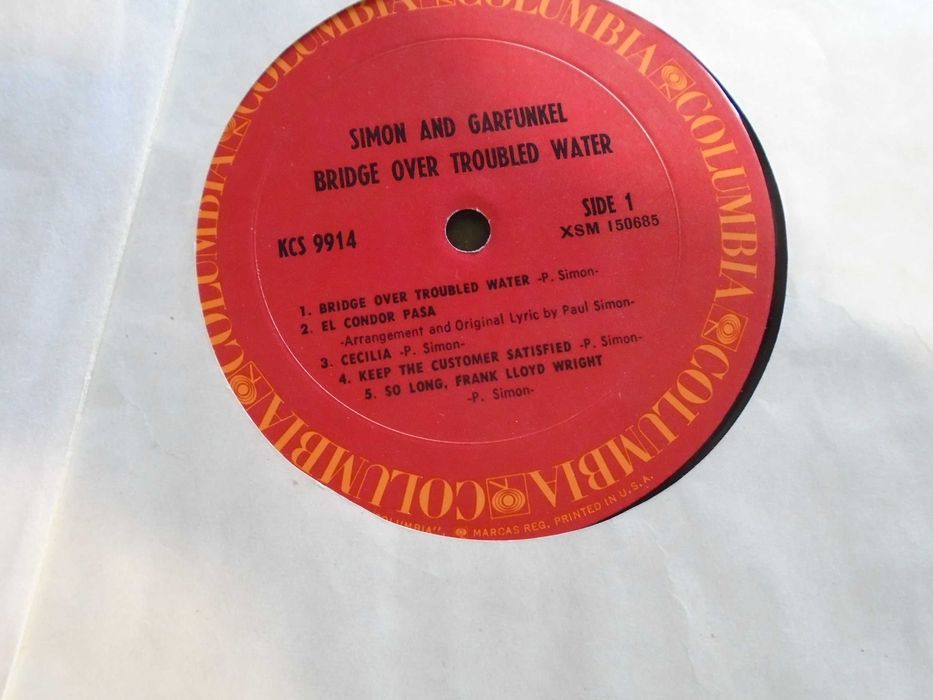 COLUMBIA COLUMBIA COLUMBIA COLUMBIA COLUMBIA COLUMBIA COLUMBIA
SIMON AND GARFUNKEL
BRIDGE OVER TROUBLED WATER
SIDE 1
KCS 9914
XSM 150685
1. BRIDGE OVER TROUBLED WATER -P. Simon-
2. EL CONDOR PASA
-Arrangement and Original Lyric by Paul Simon-
3. CECILIA -P. Simon-
4. KEEP THE CUSTOMER SATISFIED -P. Simon-
5. SO LONG, FRANK LLOYD WRIGHT
-P. Simon-
MARCAS REG. PRINTED IN U.S.A.